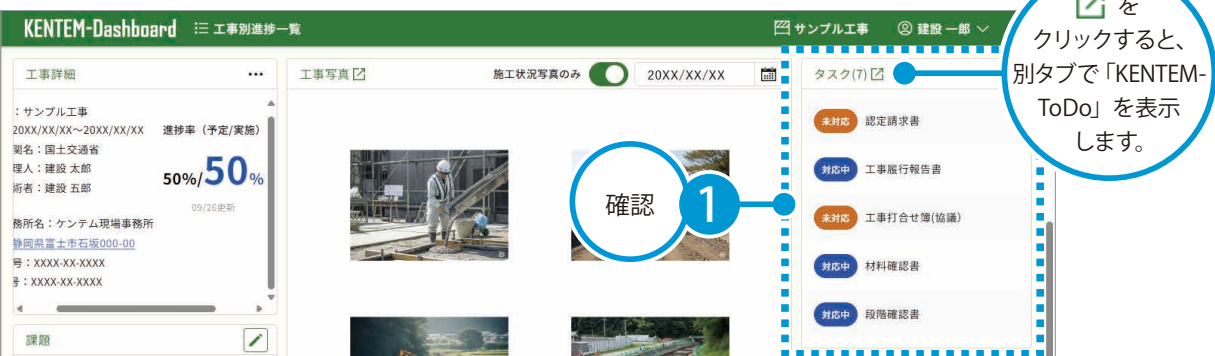 KENTEM-Dashboard 工事別進捗一覧 サンプル工事 建設 一郎
を
クリックすると、
別タブで「KENTEM-
ToDo」を表示
します。
工事詳細 ...
：サンプル工事
20XX/XX/XX～20XX/XX/XX 進捗率（予定/実施）
関名：国土交通省
理人：建設 太郎
術者：建設 五郎
50%/50%
09/26更新
務所名：ケンテム現場事務所
静岡県富士市石坂000-00
号：XXXX-XX-XXXX
号：XXXX-XX-XXXX
課題
工事写真 施工状況写真のみ 20XX/XX/XX
確認 1
タスク(7)
未対応 認定請求書
対応中 工事履行報告書
未対応 工事打合せ簿(協議)
対応中 材料確認書
対応中 段階確認書